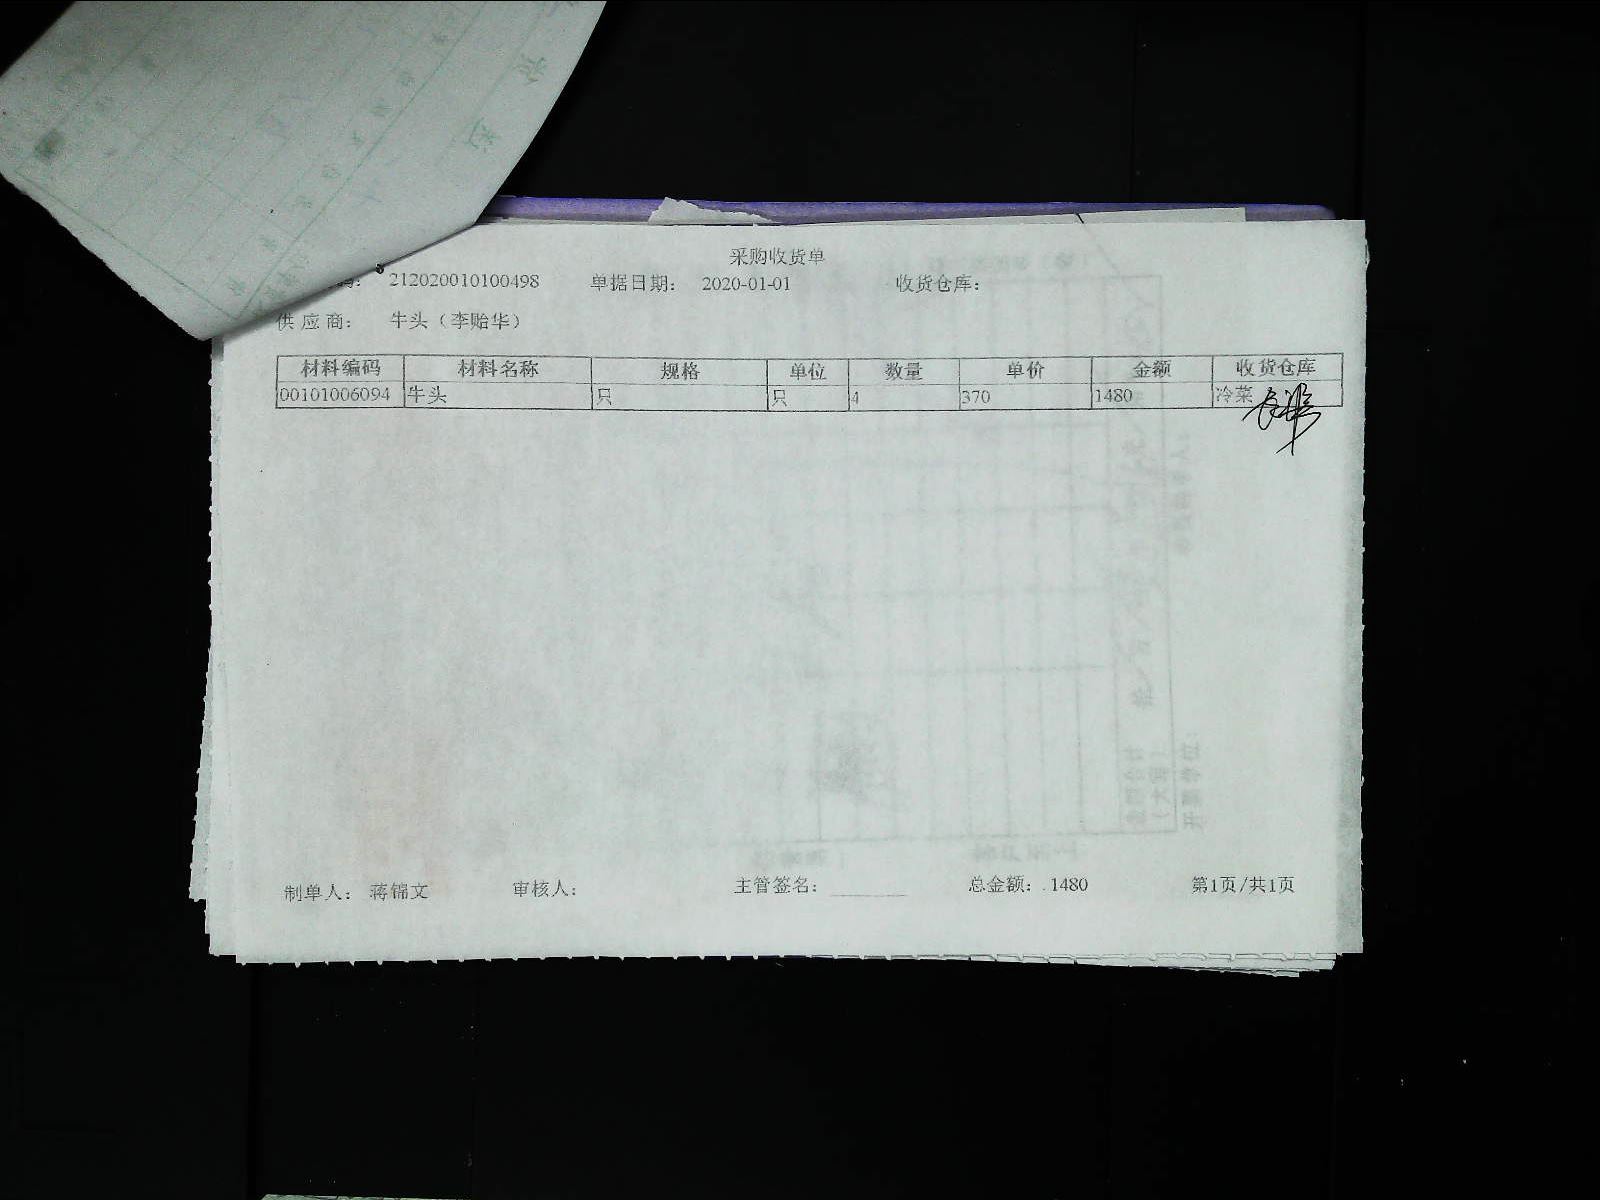 采购收货单
212020010100498 单据日期: 2020-01-01 收货仓库:
供应商: 牛头（李贻华）
材料编码 材料名称 规格 单位 数量 单价 金额 收货仓库
00101006094 牛头 只 只 4 370 1480 冷菜
制单人: 蒋锦文 审核人: 主管签名: 总金额: 1480 第1页/共1页